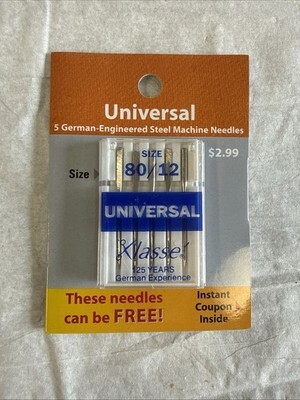 Universal
5 German-Engineered Steel Machine Needles
$2.99
SIZE
80/12
Size
UNIVERSAL
Klassé
125 YEARS
German Experience
These needles
can be FREE!
Instant
Coupon
Inside